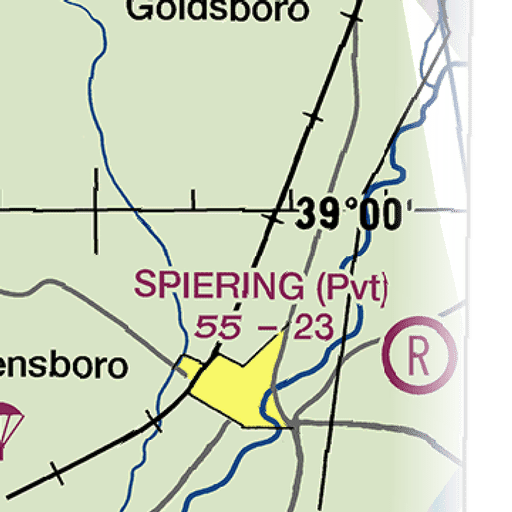 Goldsboro
39°00'
SPIERING (Pvt)
55 - 23
ensboro
R